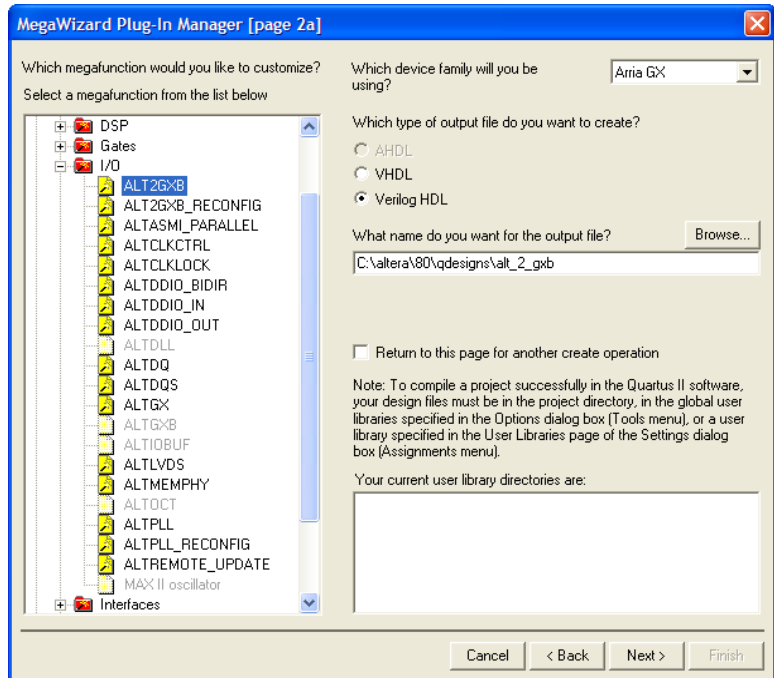 MegaWizard Plug-In Manager [page 2a]
Which megafunction would you like to customize?
Select a megafunction from the list below
DSP
Gates
I/O
ALT2GXB
ALT2GXB_RECONFIG
ALTASMI_PARALLEL
ALTCLKCTRL
ALTCLKLOCK
ALTDDIO_BIDIR
ALTDDIO_IN
ALTDDIO_OUT
ALTDLL
ALTDQ
ALTDQS
ALTGX
ALTGXB
ALTIOBUF
ALTLVDS
ALTMEMPHY
ALTOCT
ALTPLL
ALTPLL_RECONFIG
ALTREMOTE_UPDATE
MAX II oscillator
Interfaces
Which device family will you be
using?
Arria GX
Which type of output file do you want to create?
AHDL
VHDL
Verilog HDL
What name do you want for the output file?
Browse...
C:\altera\80\qdesigns\alt_2_gxb
Return to this page for another create operation
Note: To compile a project successfully in the Quartus II software,
your design files must be in the project directory, in the global user
libraries specified in the Options dialog box (Tools menu), or a user
library specified in the User Libraries page of the Settings dialog
box (Assignments menu).
Your current user library directories are:
Cancel
< Back
Next >
Finish